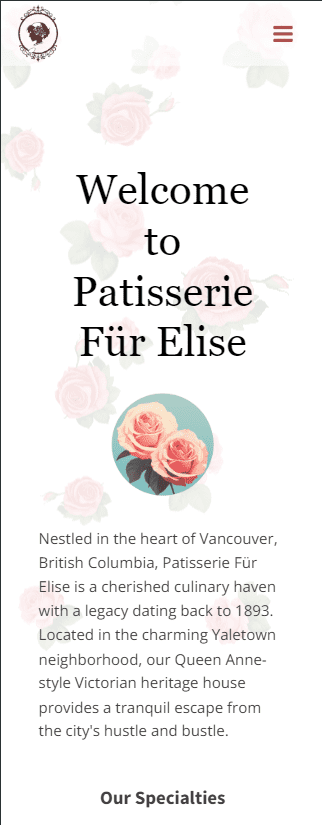 Welcome
to
Patisserie
Für Elise
Nestled in the heart of Vancouver,
British Columbia, Patisserie Für
Elise is a cherished culinary haven
with a legacy dating back to 1893.
Located in the charming Yaletown
neighborhood, our Queen Anne-
style Victorian heritage house
provides a tranquil escape from
the city's hustle and bustle.
Our Specialties